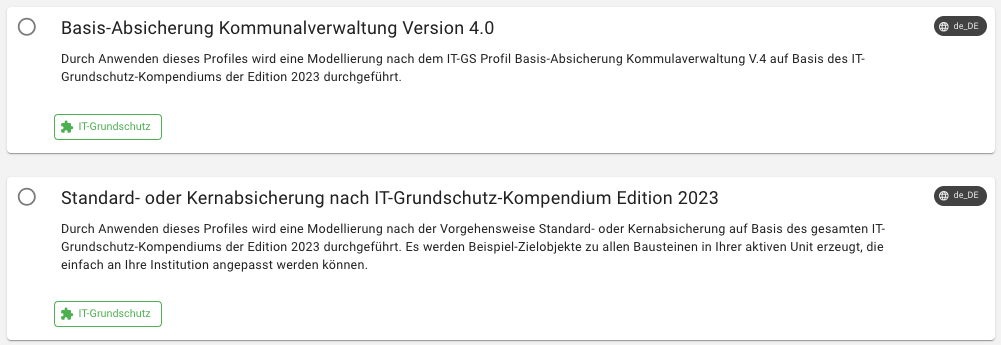 Basis-Absicherung Kommunalverwaltung Version 4.0
de_DE
Durch Anwenden dieses Profiles wird eine Modellierung nach dem IT-GS Profil Basis-Absicherung Kommulaverwaltung V.4 auf Basis des IT-
Grundschutz-Kompendiums der Edition 2023 durchgeführt.
IT-Grundschutz
Standard- oder Kernabsicherung nach IT-Grundschutz-Kompendium Edition 2023
de_DE
Durch Anwenden dieses Profiles wird eine Modellierung nach der Vorgehensweise Standard- oder Kernabsicherung auf Basis des gesamten IT-
Grundschutz-Kompendiums der Edition 2023 durchgeführt. Es werden Beispiel-Zielobjekte zu allen Bausteinen in Ihrer aktiven Unit erzeugt, die
einfach an Ihre Institution angepasst werden können.
IT-Grundschutz